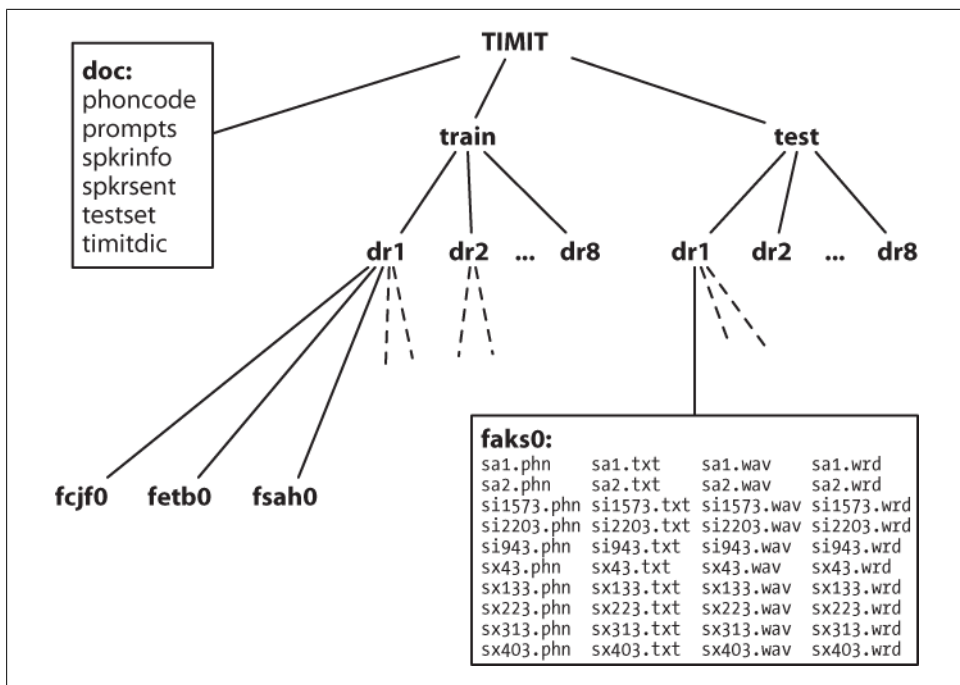 TIMIT
doc:
phoncode
prompts
spkrinfo
spkrsent
testset
timitdic
train
test
dr1 dr2 ... dr8
dr1 dr2 ... dr8
fcjf0 fetb0 fsah0
faks0:
sa1.phn sa1.txt sa1.wav sa1.wrd
sa2.phn sa2.txt sa2.wav sa2.wrd
si1573.phn si1573.txt si1573.wav si1573.wrd
si2203.phn si2203.txt si2203.wav si2203.wrd
si943.phn si943.txt si943.wav si943.wrd
sx43.phn sx43.txt sx43.wav sx43.wrd
sx133.phn sx133.txt sx133.wav sx133.wrd
sx223.phn sx223.txt sx223.wav sx223.wrd
sx313.phn sx313.txt sx313.wav sx313.wrd
sx403.phn sx403.txt sx403.wav sx403.wrd